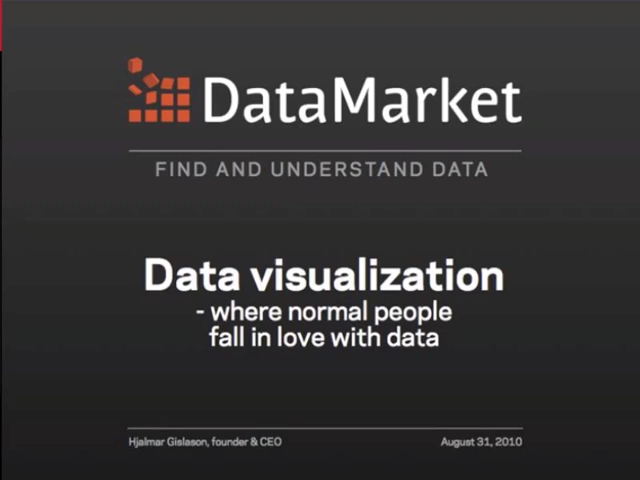 DataMarket
FIND AND UNDERSTAND DATA
Data visualization
- where normal people
fall in love with data
Hjalmar Gislason, founder & CEO
August 31, 2010